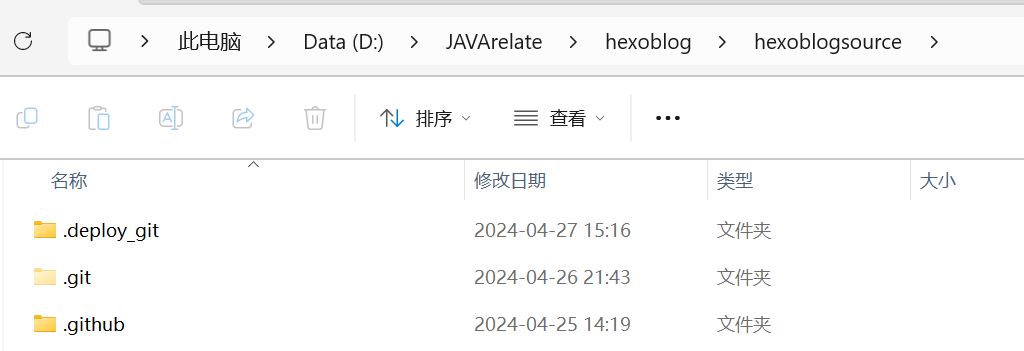 此电脑 > Data (D:) > JAVArelate > hexoblog > hexoblogsource >
排序 查看
名称 修改日期 类型 大小
.deploy_git 2024-04-27 15:16 文件夹
.git 2024-04-26 21:43 文件夹
.github 2024-04-25 14:19 文件夹